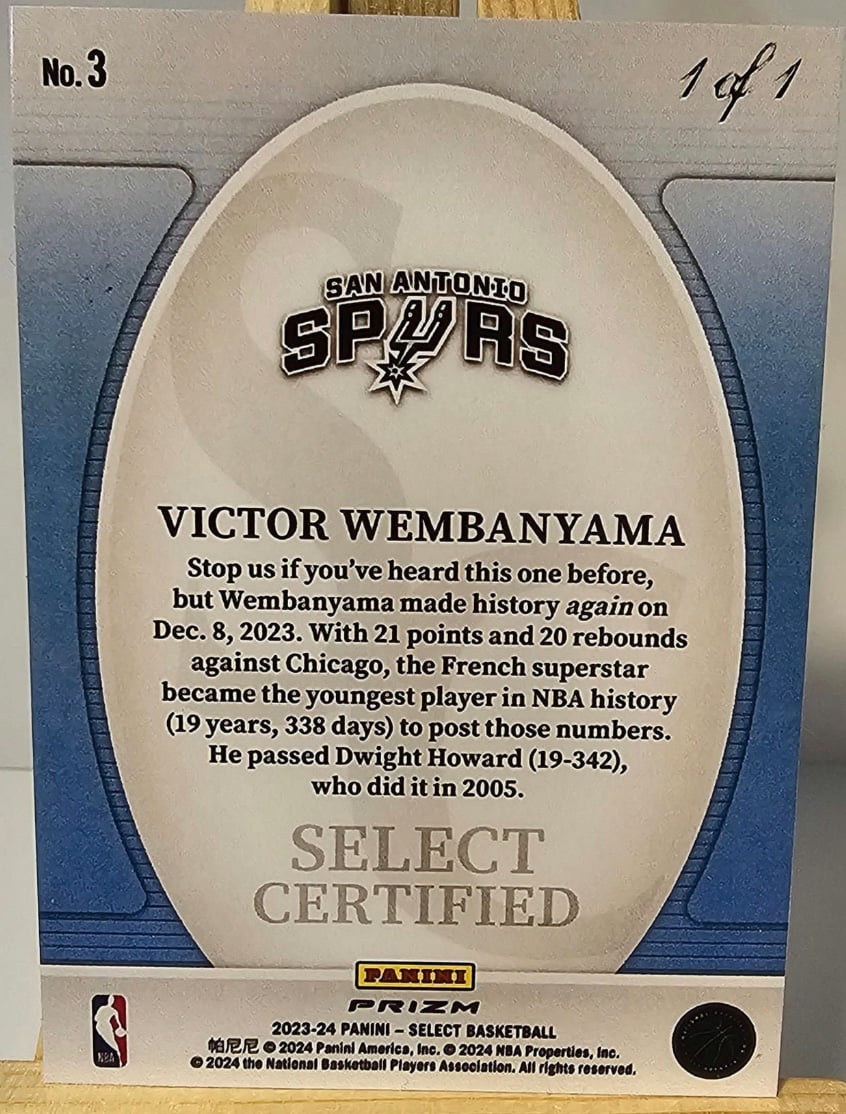 No. 3
1 of 1
SAN ANTONIO
SPURS
VICTOR WEMBANYAMA
Stop us if you've heard this one before,
but Wembanyama made history again on
Dec. 8, 2023. With 21 points and 20 rebounds
against Chicago, the French superstar
became the youngest player in NBA history
(19 years, 338 days) to post those numbers.
He passed Dwight Howard (19-342),
who did it in 2005.
SELECT
CERTIFIED
PANINI
PRIZM
2023-24 PANINI – SELECT BASKETBALL
帕尼尼 © 2024 Panini America, Inc. © 2024 NBA Properties, Inc.
© 2024 the National Basketball Players Association. All rights reserved.
NBA